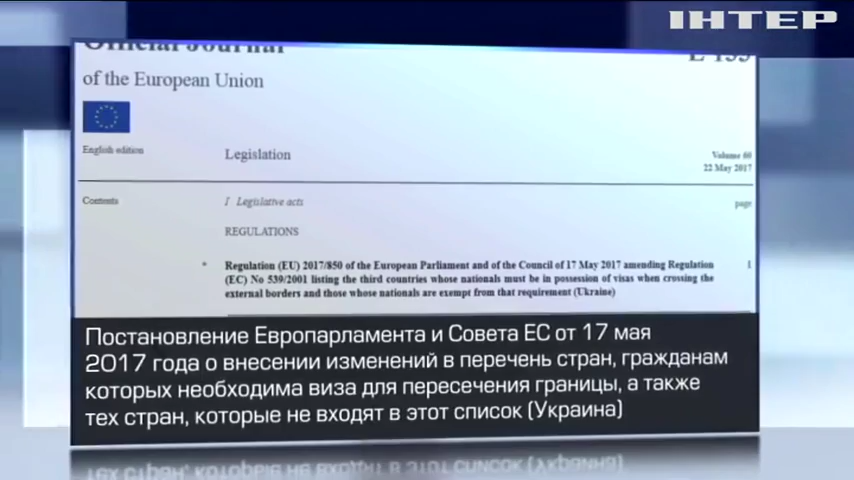 ІНТЕР
Official Journal
L 133
of the European Union
English edition
Legislation
Volume 60
22 May 2017
Contents
I Legislative acts
page
REGULATIONS
* Regulation (EU) 2017/850 of the European Parliament and of the Council of 17 May 2017 amending Regulation 1
(EC) No 539/2001 listing the third countries whose nationals must be in possession of visas when crossing the
external borders and those whose nationals are exempt from that requirement (Ukraine)
Постановление Европарламента и Совета ЕС от 17 мая
2017 года о внесении изменений в перечень стран, гражданам
которых необходима виза для пересечения границы, а также
тех стран, которые не входят в этот список (Украина)